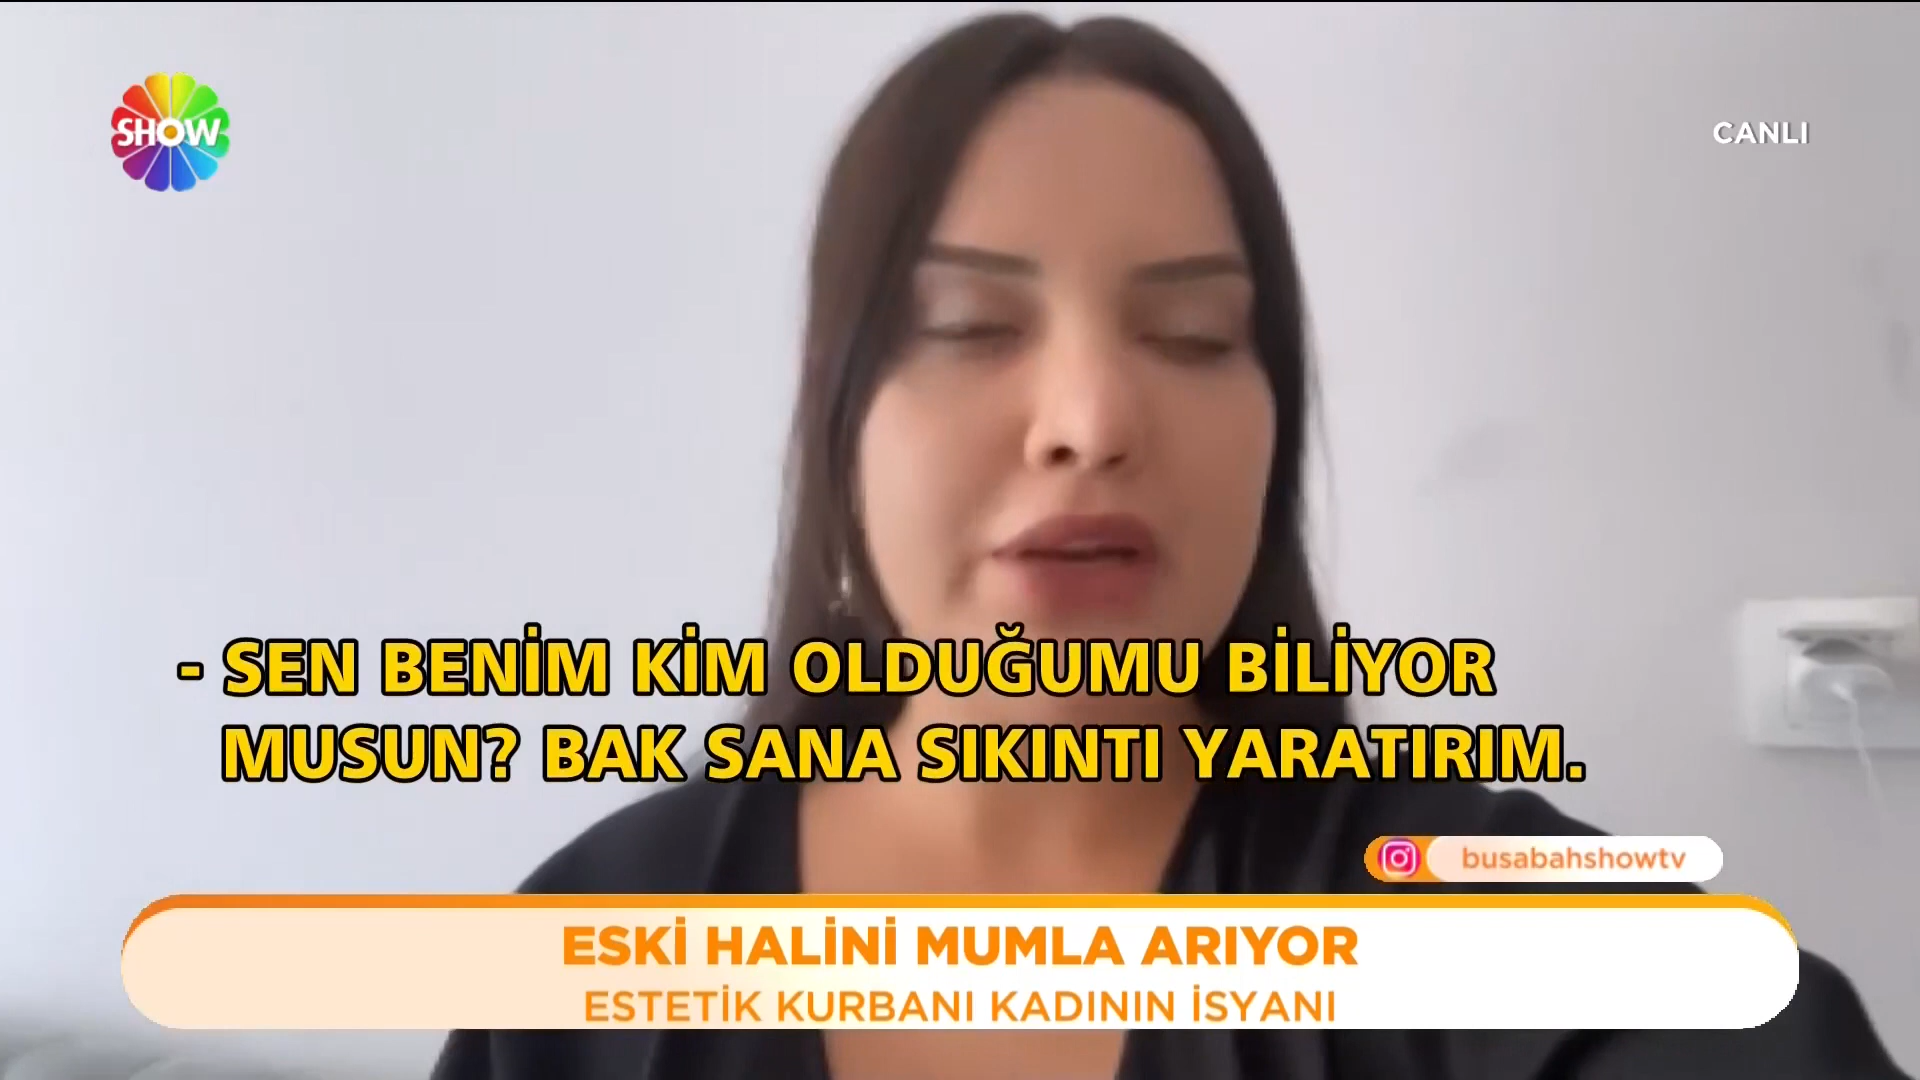 SHOW
CANLI
- SEN BENİM KİM OLDUĞUMU BİLİYOR
MUSUN? BAK SANA SIKINTI YARATIRIM.
busabahshowtv
ESKİ HALİNİ MUMLA ARIYOR
ESTETİK KURBANI KADININ İSYANI